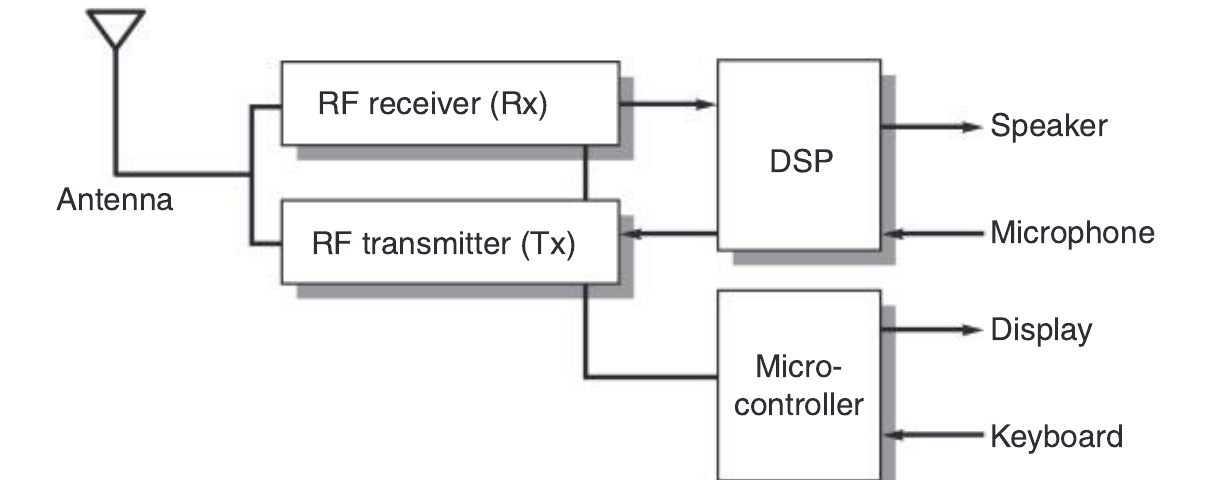 RF receiver (Rx)
Antenna
RF transmitter (Tx)
DSP
Speaker
Microphone
Micro-
controller
Display
Keyboard